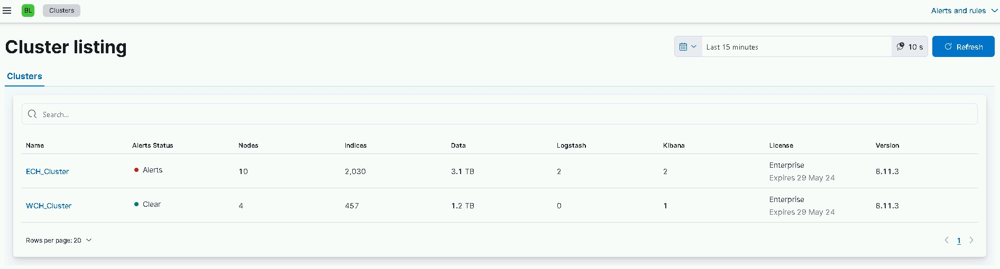 BL Clusters Alerts and rules
Cluster listing
Last 15 minutes 10 s Refresh
Clusters
Search...
Name Alerts Status Nodes Indices Data Logstash Kibana License Version
ECH_Cluster Alerts 10 2,030 3.1 TB 2 2 Enterprise 8.11.3
Expires 29 May 24
WCH_Cluster Clear 4 457 1.2 TB 0 1 Enterprise 8.11.3
Expires 29 May 24
Rows per page: 20 1